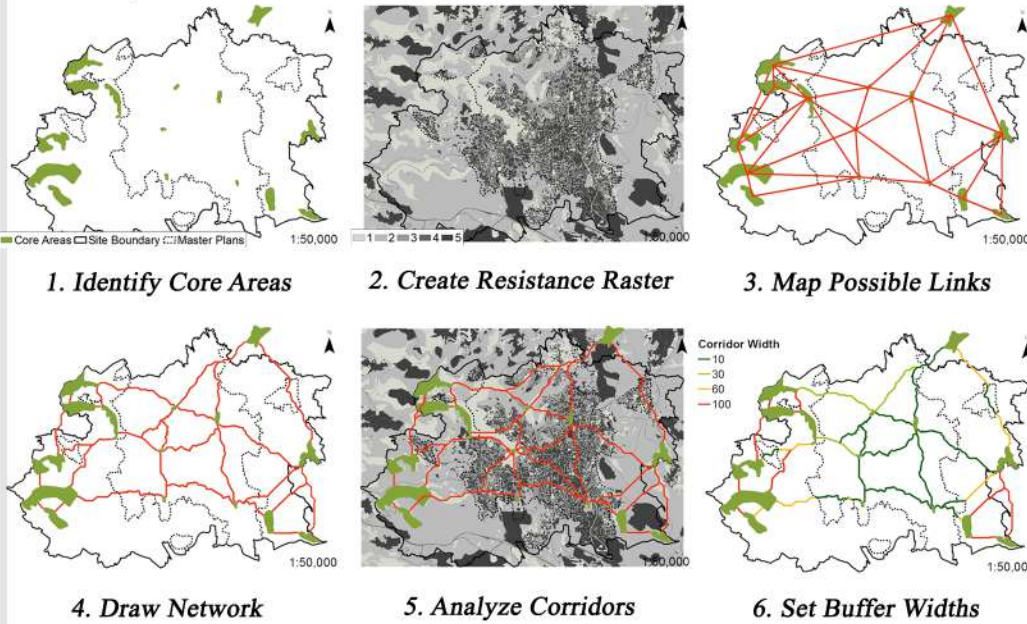 Core Areas Site Boundary Master Plans 1:50,000
1 2 3 4 5 1:50,000
1:50,000
1. Identify Core Areas 2. Create Resistance Raster 3. Map Possible Links
Corridor Width
10
30
60
100
1:50,000
1:50,000
1:50,000
4. Draw Network 5. Analyze Corridors 6. Set Buffer Widths